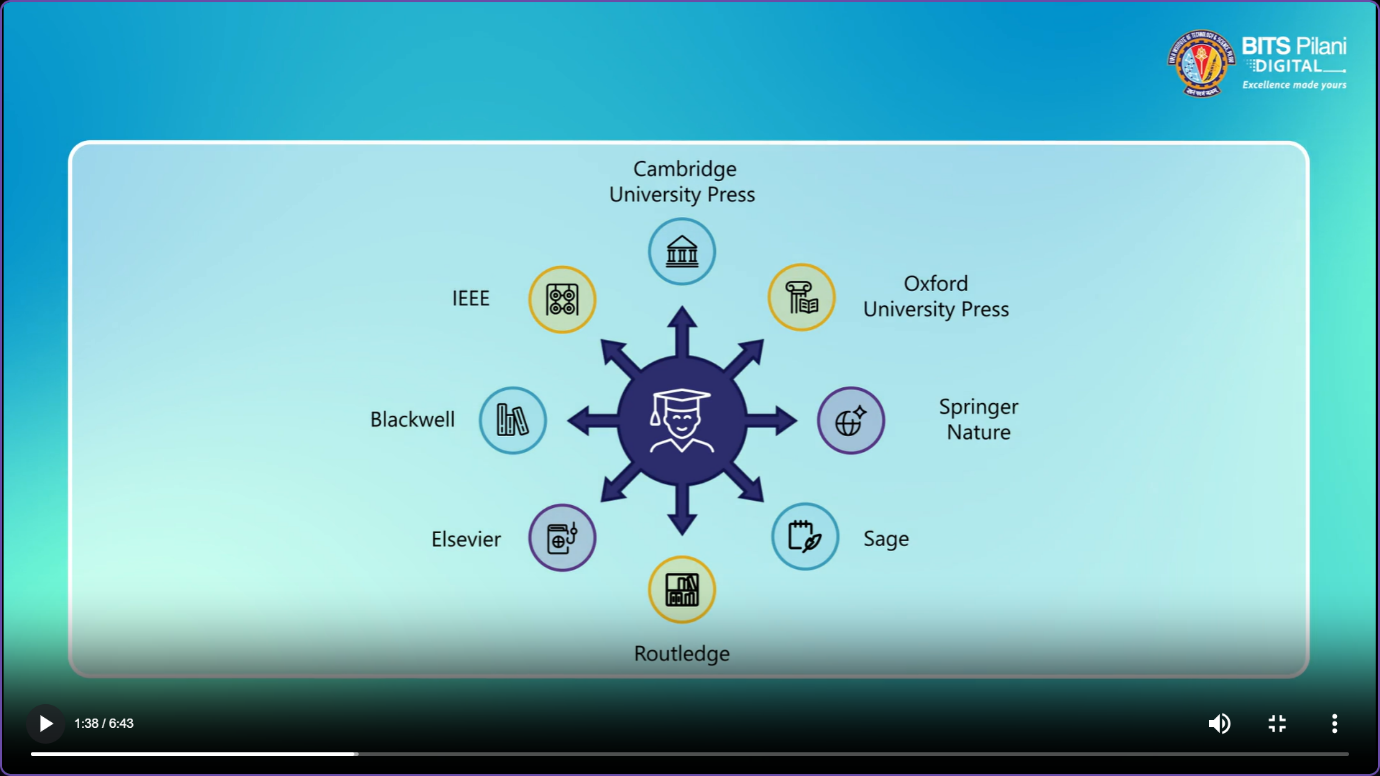 BITS Pilani
DIGITAL
Excellence made yours
Cambridge
University Press
IEEE
Oxford
University Press
Blackwell
Springer
Nature
Elsevier
Sage
Routledge
1:38 / 6:43